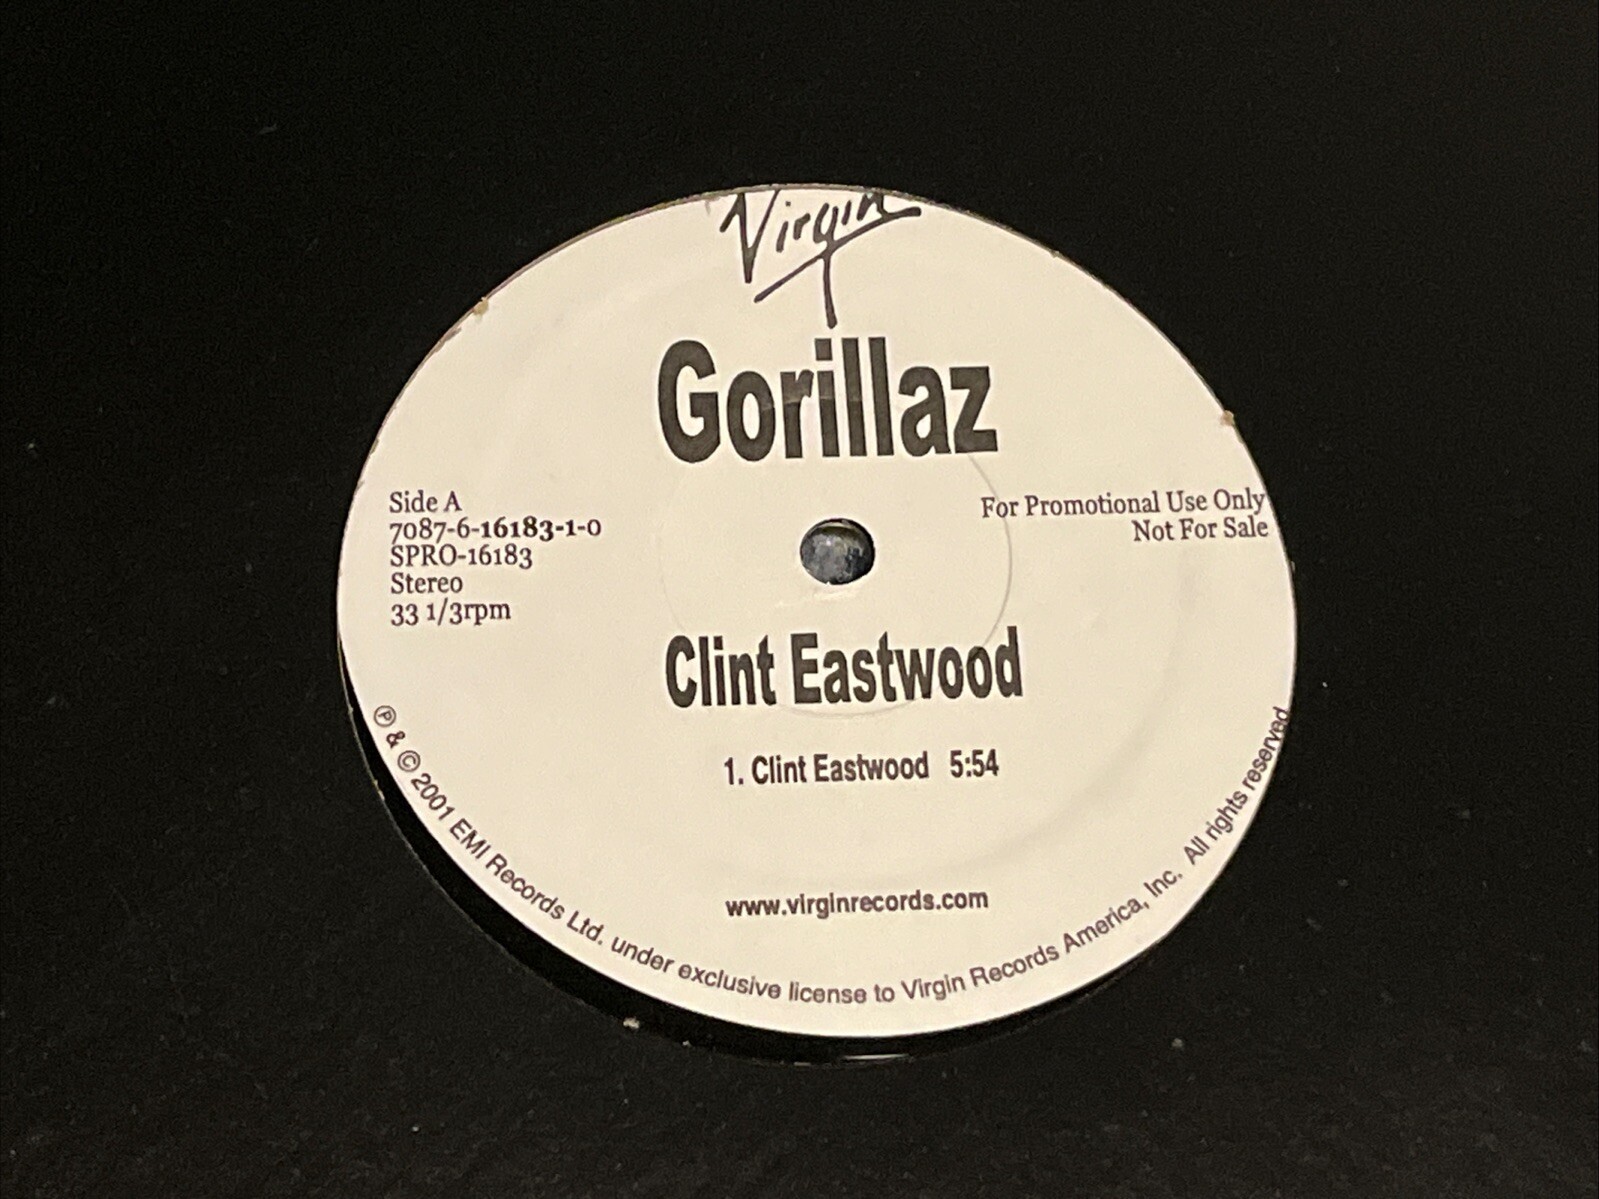 Virgin
Gorillaz
Side A
7087-6-16183-1-0
SPRO-16183
Stereo
33 1/3rpm
For Promotional Use Only
Not For Sale
Clint Eastwood
1. Clint Eastwood 5:54
www.virginrecords.com
℗ & © 2001 EMI Records Ltd. under exclusive license to Virgin Records America, Inc. All rights reserved